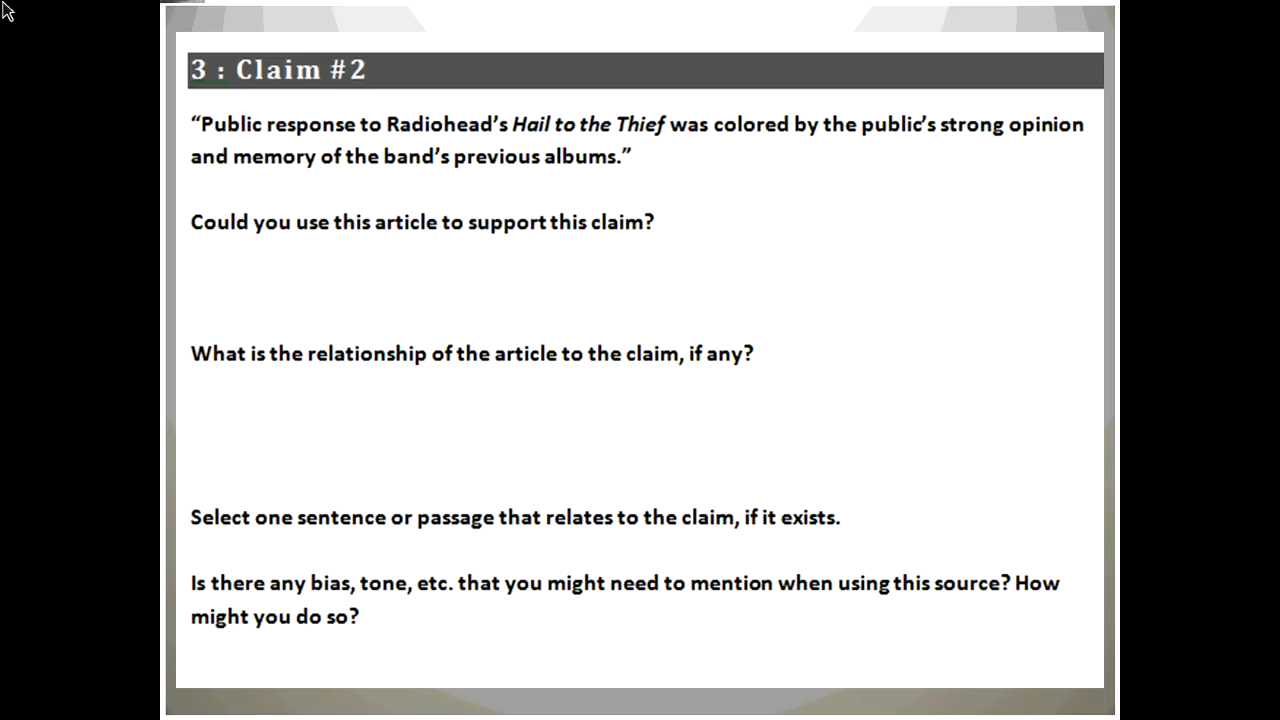 3 : Claim #2
“Public response to Radiohead’s Hail to the Thief was colored by the public’s strong opinion
and memory of the band’s previous albums.”
Could you use this article to support this claim?
What is the relationship of the article to the claim, if any?
Select one sentence or passage that relates to the claim, if it exists.
Is there any bias, tone, etc. that you might need to mention when using this source? How
might you do so?